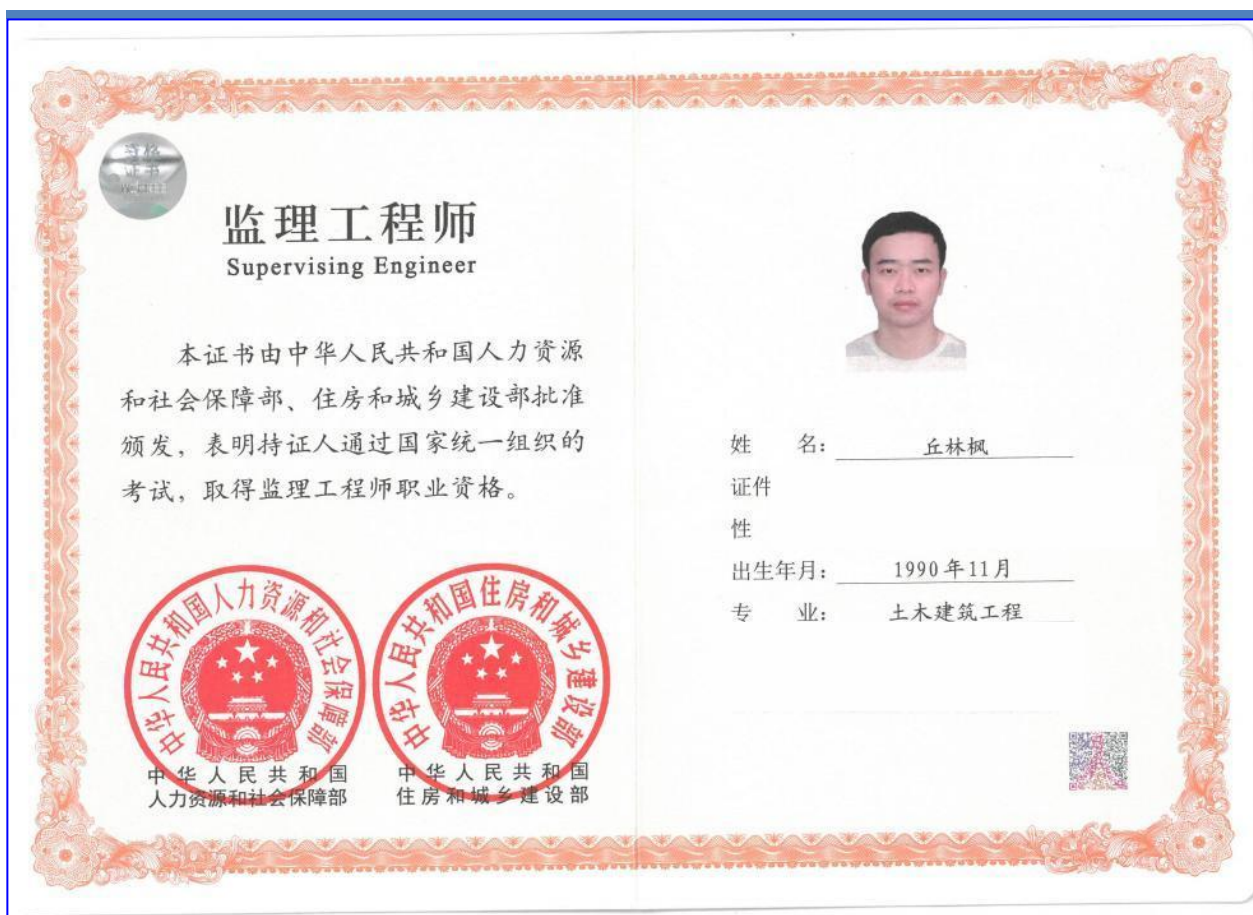 资格
证书
监理工程师
Supervising Engineer
本证书由中华人民共和国人力资源
和社会保障部、住房和城乡建设部批准
颁发，表明持证人通过国家统一组织的
考试，取得监理工程师职业资格。
中华人民共和国人力资源和社会保障部
中华人民共和国住房和城乡建设部
中华人民共和国
人力资源和社会保障部
中华人民共和国
住房和城乡建设部
姓 名：丘林枫
证件
性
出生年月：1990年11月
专 业：土木建筑工程